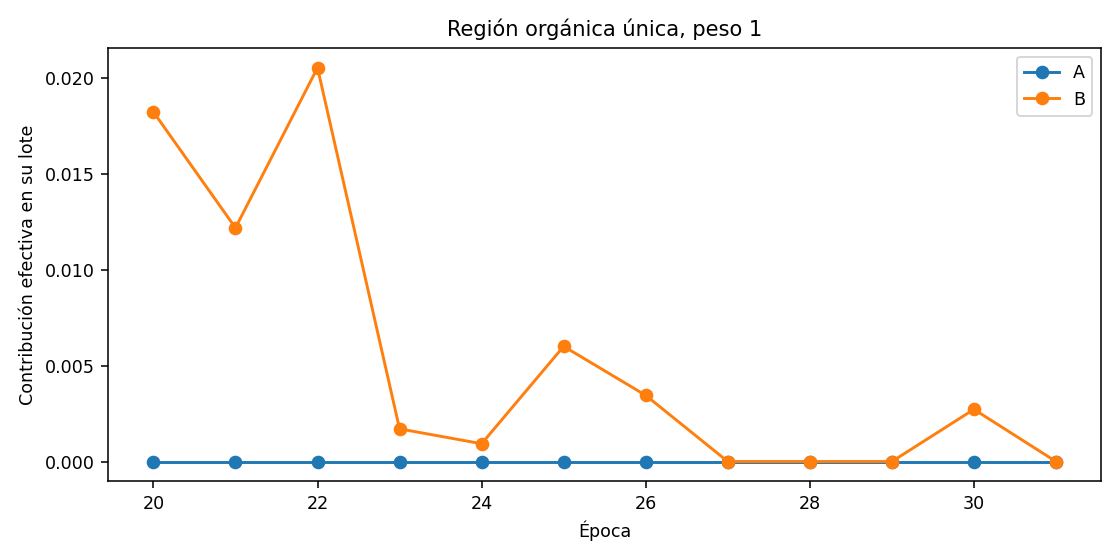 Región orgánica única, peso 1
A
B
Contribución efectiva en su lote
0.020
0.015
0.010
0.005
0.000
20 22 24 26 28 30
Época